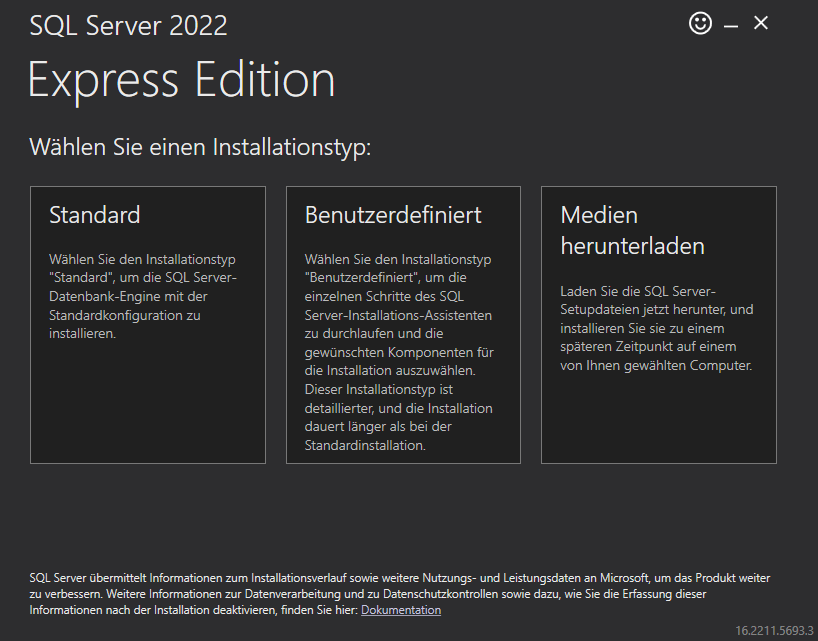 SQL Server 2022
Express Edition
Wählen Sie einen Installationstyp:
Standard
Wählen Sie den Installationstyp
"Standard", um die SQL Server-
Datenbank-Engine mit der
Standardkonfiguration zu
installieren.
Benutzerdefiniert
Wählen Sie den Installationstyp
"Benutzerdefiniert", um die
einzelnen Schritte des SQL
Server-Installations-Assistenten
zu durchlaufen und die
gewünschten Komponenten für
die Installation auszuwählen.
Dieser Installationstyp ist
detaillierter, und die Installation
dauert länger als bei der
Standardinstallation.
Medien
herunterladen
Laden Sie die SQL Server-
Setupdateien jetzt herunter, und
installieren Sie sie zu einem
späteren Zeitpunkt auf einem
von Ihnen gewählten Computer.
SQL Server übermittelt Informationen zum Installationsverlauf sowie weitere Nutzungs- und Leistungsdaten an Microsoft, um das Produkt weiter
zu verbessern. Weitere Informationen zur Datenverarbeitung und zu Datenschutzkontrollen sowie dazu, wie Sie die Erfassung dieser
Informationen nach der Installation deaktivieren, finden Sie hier: Dokumentation
16.2211.5693.3